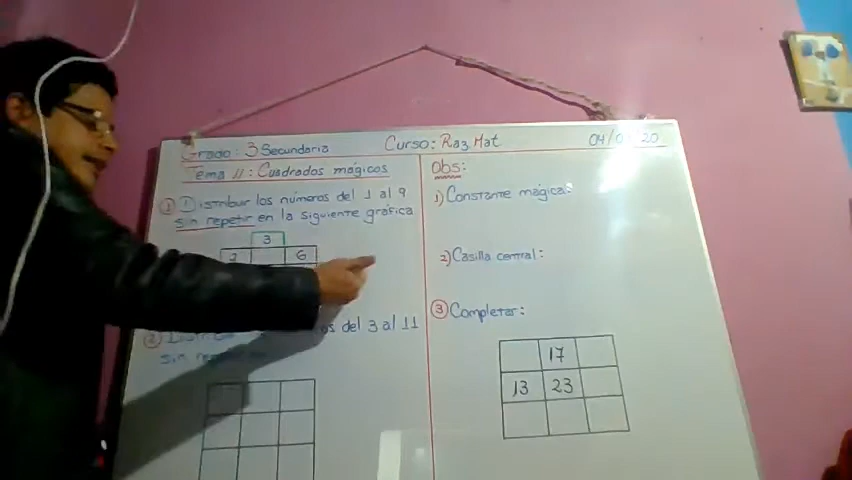 Grado: 3 Secundaria
Curso: Raz Mat
Tema 11: Cuadrados mágicos
① Distribuir los números del 1 al 9
sin repetir en la siguiente gráfica
3
6
② del 3 al 11
sin
Obs:
1) Constante mágica:
2) Casilla central:
③ Completar:
17
13 23